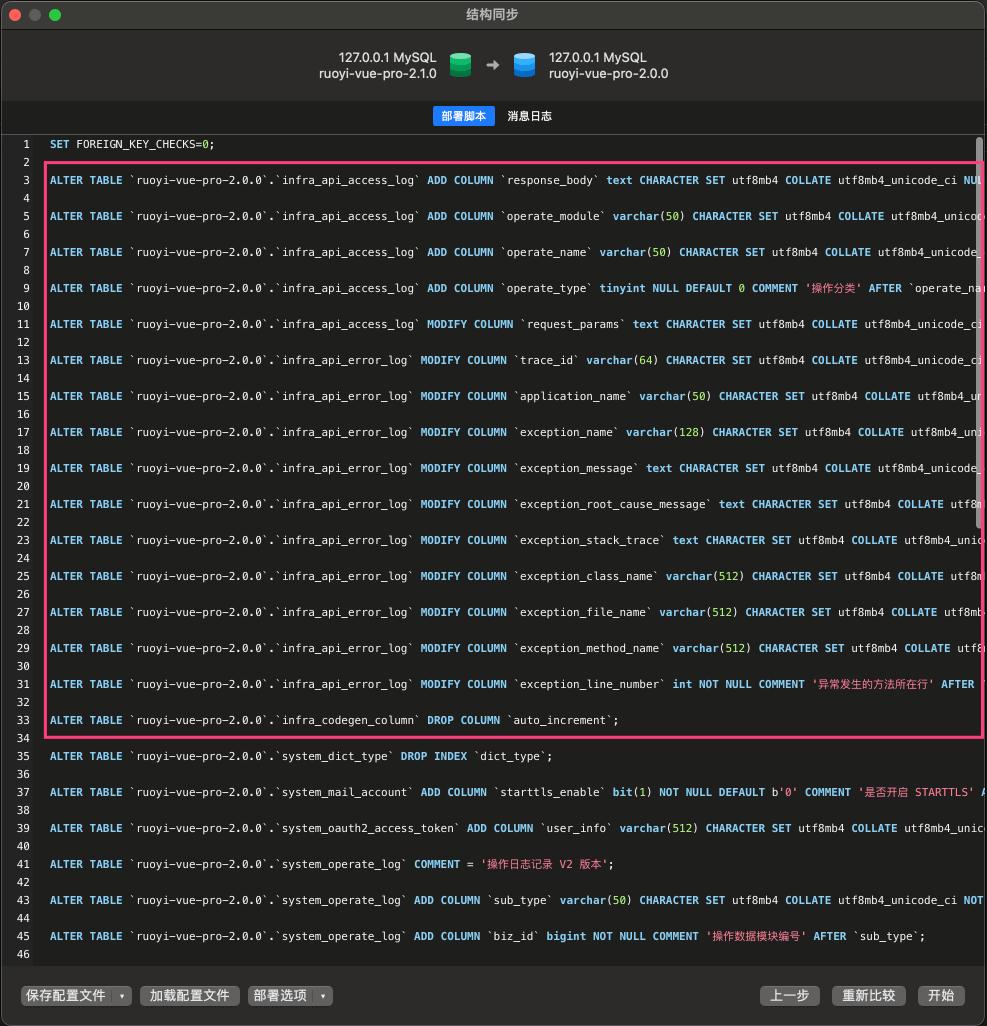 结构同步
127.0.0.1 MySQL
ruoyi-vue-pro-2.1.0
127.0.0.1 MySQL
ruoyi-vue-pro-2.0.0
部署脚本 消息日志
1 SET FOREIGN_KEY_CHECKS=0;
2
3 ALTER TABLE `ruoyi-vue-pro-2.0.0`.`infra_api_access_log` ADD COLUMN `response_body` text CHARACTER SET utf8mb4 COLLATE utf8mb4_unicode_ci
4
5 ALTER TABLE `ruoyi-vue-pro-2.0.0`.`infra_api_access_log` ADD COLUMN `operate_module` varchar(50) CHARACTER SET utf8mb4 COLLATE utf8mb4_unico
6
7 ALTER TABLE `ruoyi-vue-pro-2.0.0`.`infra_api_access_log` ADD COLUMN `operate_name` varchar(50) CHARACTER SET utf8mb4 COLLATE utf8mb4_unicode_
8
9 ALTER TABLE `ruoyi-vue-pro-2.0.0`.`infra_api_access_log` ADD COLUMN `operate_type` tinyint NULL DEFAULT 0 COMMENT '操作分类' AFTER `operate_na
10
11 ALTER TABLE `ruoyi-vue-pro-2.0.0`.`infra_api_access_log` MODIFY COLUMN `request_params` text CHARACTER SET utf8mb4 COLLATE utf8mb4_unicode_ci
12
13 ALTER TABLE `ruoyi-vue-pro-2.0.0`.`infra_api_error_log` MODIFY COLUMN `trace_id` varchar(64) CHARACTER SET utf8mb4 COLLATE utf8mb4_unicode_ci
14
15 ALTER TABLE `ruoyi-vue-pro-2.0.0`.`infra_api_error_log` MODIFY COLUMN `application_name` varchar(50) CHARACTER SET utf8mb4 COLLATE utf8mb4_un
16
17 ALTER TABLE `ruoyi-vue-pro-2.0.0`.`infra_api_error_log` MODIFY COLUMN `exception_name` varchar(128) CHARACTER SET utf8mb4 COLLATE utf8mb4_uni
18
19 ALTER TABLE `ruoyi-vue-pro-2.0.0`.`infra_api_error_log` MODIFY COLUMN `exception_message` text CHARACTER SET utf8mb4 COLLATE utf8mb4_unicode_
20
21 ALTER TABLE `ruoyi-vue-pro-2.0.0`.`infra_api_error_log` MODIFY COLUMN `exception_root_cause_message` text CHARACTER SET utf8mb4 COLLATE utf8m
22
23 ALTER TABLE `ruoyi-vue-pro-2.0.0`.`infra_api_error_log` MODIFY COLUMN `exception_stack_trace` text CHARACTER SET utf8mb4 COLLATE utf8mb4_unic
24
25 ALTER TABLE `ruoyi-vue-pro-2.0.0`.`infra_api_error_log` MODIFY COLUMN `exception_class_name` varchar(512) CHARACTER SET utf8mb4 COLLATE utf8m
26
27 ALTER TABLE `ruoyi-vue-pro-2.0.0`.`infra_api_error_log` MODIFY COLUMN `exception_file_name` varchar(512) CHARACTER SET utf8mb4 COLLATE utf8mb
28
29 ALTER TABLE `ruoyi-vue-pro-2.0.0`.`infra_api_error_log` MODIFY COLUMN `exception_method_name` varchar(512) CHARACTER SET utf8mb4 COLLATE utf8
30
31 ALTER TABLE `ruoyi-vue-pro-2.0.0`.`infra_api_error_log` MODIFY COLUMN `exception_line_number` int NOT NULL COMMENT '异常发生的方法所在行' AFTER
32
33 ALTER TABLE `ruoyi-vue-pro-2.0.0`.`infra_codegen_column` DROP COLUMN `auto_increment`;
34
35 ALTER TABLE `ruoyi-vue-pro-2.0.0`.`system_dict_type` DROP INDEX `dict_type`;
36
37 ALTER TABLE `ruoyi-vue-pro-2.0.0`.`system_mail_account` ADD COLUMN `starttls_enable` bit(1) NOT NULL DEFAULT b'0' COMMENT '是否开启 STARTTLS'
38
39 ALTER TABLE `ruoyi-vue-pro-2.0.0`.`system_oauth2_access_token` ADD COLUMN `user_info` varchar(512) CHARACTER SET utf8mb4 COLLATE utf8mb4_unic
40
41 ALTER TABLE `ruoyi-vue-pro-2.0.0`.`system_operate_log` COMMENT = '操作日志记录 V2 版本';
42
43 ALTER TABLE `ruoyi-vue-pro-2.0.0`.`system_operate_log` ADD COLUMN `sub_type` varchar(50) CHARACTER SET utf8mb4 COLLATE utf8mb4_unicode_ci NOT
44
45 ALTER TABLE `ruoyi-vue-pro-2.0.0`.`system_operate_log` ADD COLUMN `biz_id` bigint NOT NULL COMMENT '操作数据模块编号' AFTER `sub_type`;
46
保存配置文件 加载配置文件 部署选项 上一步 重新比较 开始